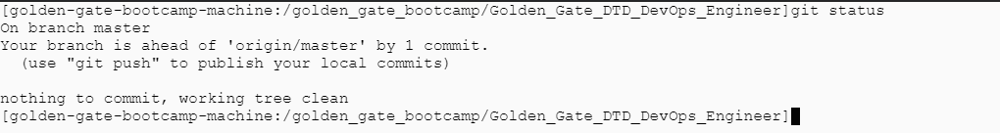 [golden-gate-bootcamp-machine:/golden_gate_bootcamp/Golden_Gate_DTD_DevOps_Engineer]git status
On branch master
Your branch is ahead of 'origin/master' by 1 commit.
  (use "git push" to publish your local commits)

nothing to commit, working tree clean
[golden-gate-bootcamp-machine:/golden_gate_bootcamp/Golden_Gate_DTD_DevOps_Engineer]